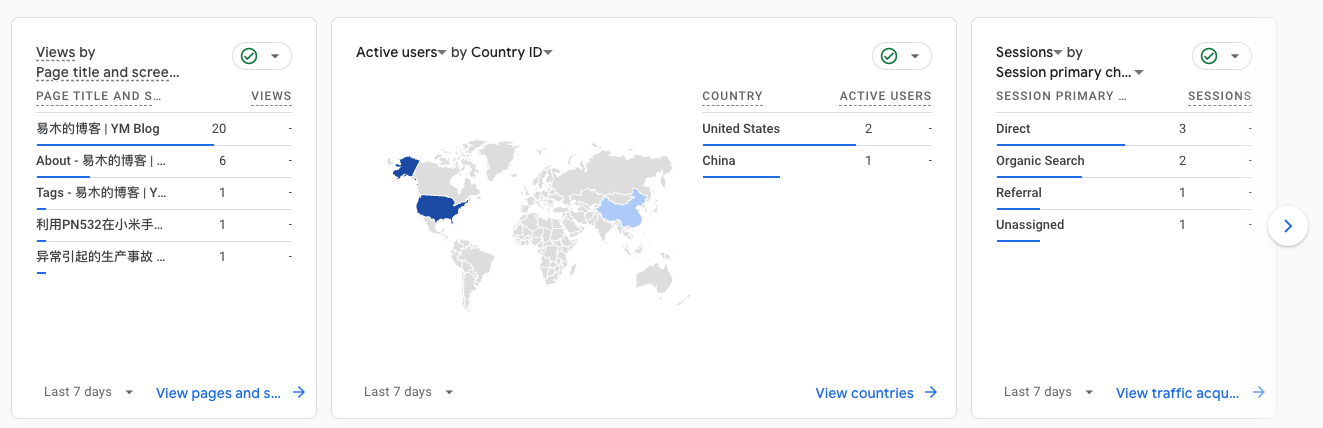 Views by
Page title and scree...
PAGE TITLE AND S... VIEWS
易木的博客 | YM Blog 20 -
About - 易木的博客 | ... 6 -
Tags - 易木的博客 | Y... 1 -
利用PN532在小米手... 1 -
异常引起的生产事故 ... 1 -
Last 7 days View pages and s...
Active users by Country ID
COUNTRY ACTIVE USERS
United States 2 -
China 1 -
Last 7 days View countries
Sessions by
Session primary ch...
SESSION PRIMARY ... SESSIONS
Direct 3 -
Organic Search 2 -
Referral 1 -
Unassigned 1 -
Last 7 days View traffic acqu...